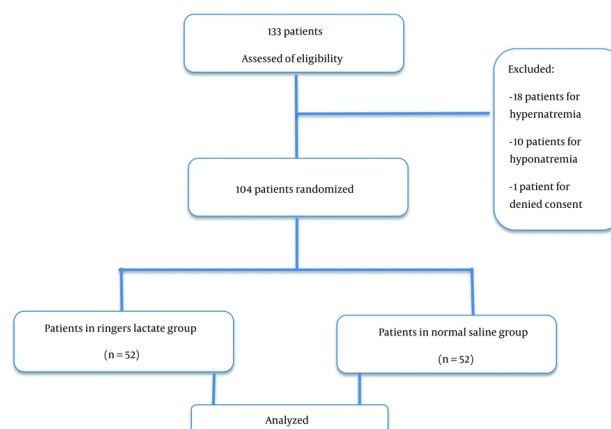 133 patients
Assessed of eligibility
Excluded:
-18 patients for
hypernatremia
-10 patients for
hyponatremia
-1 patient for
denied consent
104 patients randomized
Patients in ringers lactate group
(n = 52)
Patients in normal saline group
(n = 52)
Analyzed